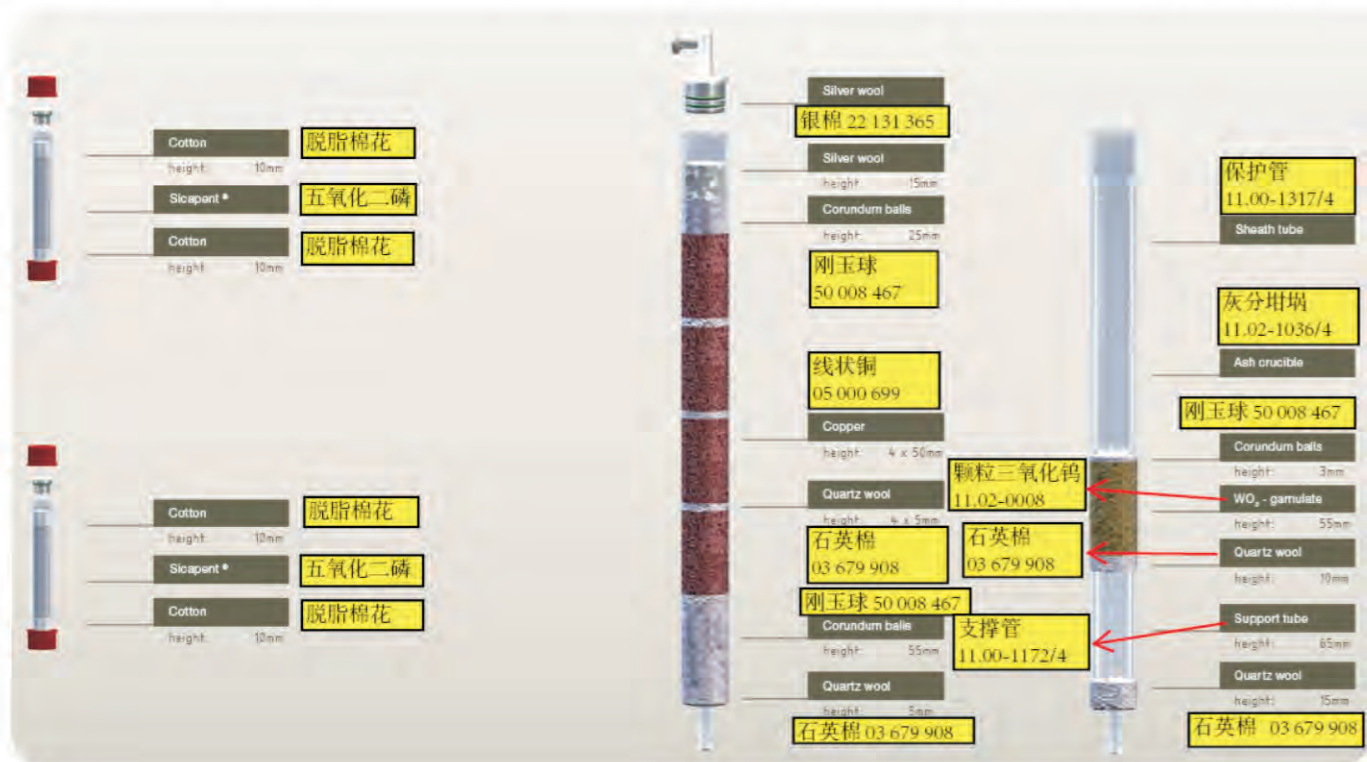 Cotton
脱脂棉花
height: 10mm
Sicapent ®
五氧化二磷
Cotton
脱脂棉花
height: 10mm
Cotton
脱脂棉花
height: 10mm
Sicapent ®
五氧化二磷
Cotton
脱脂棉花
height: 10mm
Silver wool
银棉 22 131 365
Silver wool
height: 15mm
Corundum balls
height: 25mm
刚玉球
50 008 467
线状铜
05 000 699
Copper
height: 4 x 50mm
Quartz wool
height: 4 x 5mm
石英棉
03 679 908
刚玉球 50 008 467
Corundum balls
height: 55mm
Quartz wool
height: 5mm
石英棉 03 679 908
保护管
11.00-1317/4
Sheath tube
灰分坩埚
11.02-1036/4
Ash crucible
刚玉球 50 008 467
Corundum balls
height: 3mm
颗粒三氧化钨
11.02-0008
WO₃ - garnulate
height: 55mm
石英棉
03 679 908
Quartz wool
height: 10mm
支撑管
11.00-1172/4
Support tube
height: 65mm
Quartz wool
height: 15mm
石英棉 03 679 908